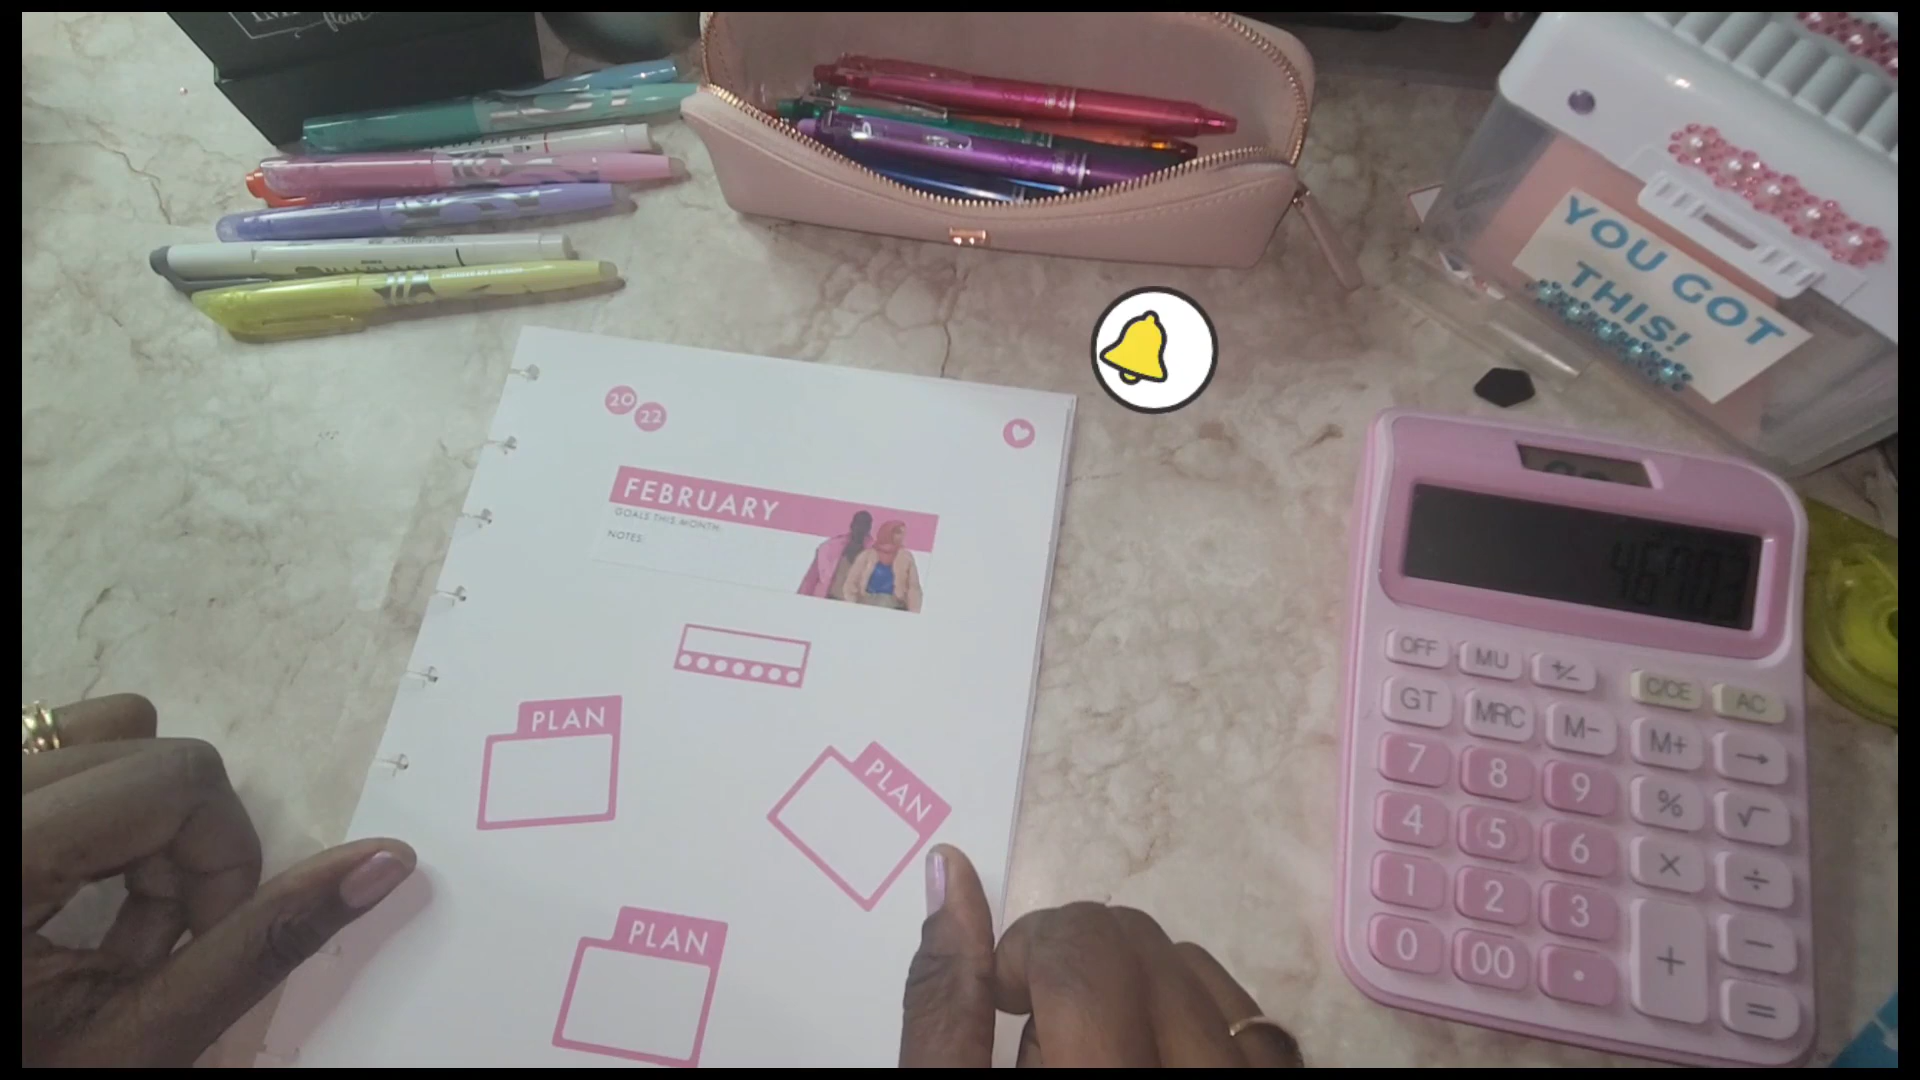 YOU GOT
THIS!
20
22
FEBRUARY
GOALS THIS MONTH:
NOTES:
PLAN
PLAN
PLAN
OFF MU +/− C/CE AC
GT MRC M− M+ →
7 8 9 % √
4 5 6 × ÷
1 2 3 + −
0 00 . =